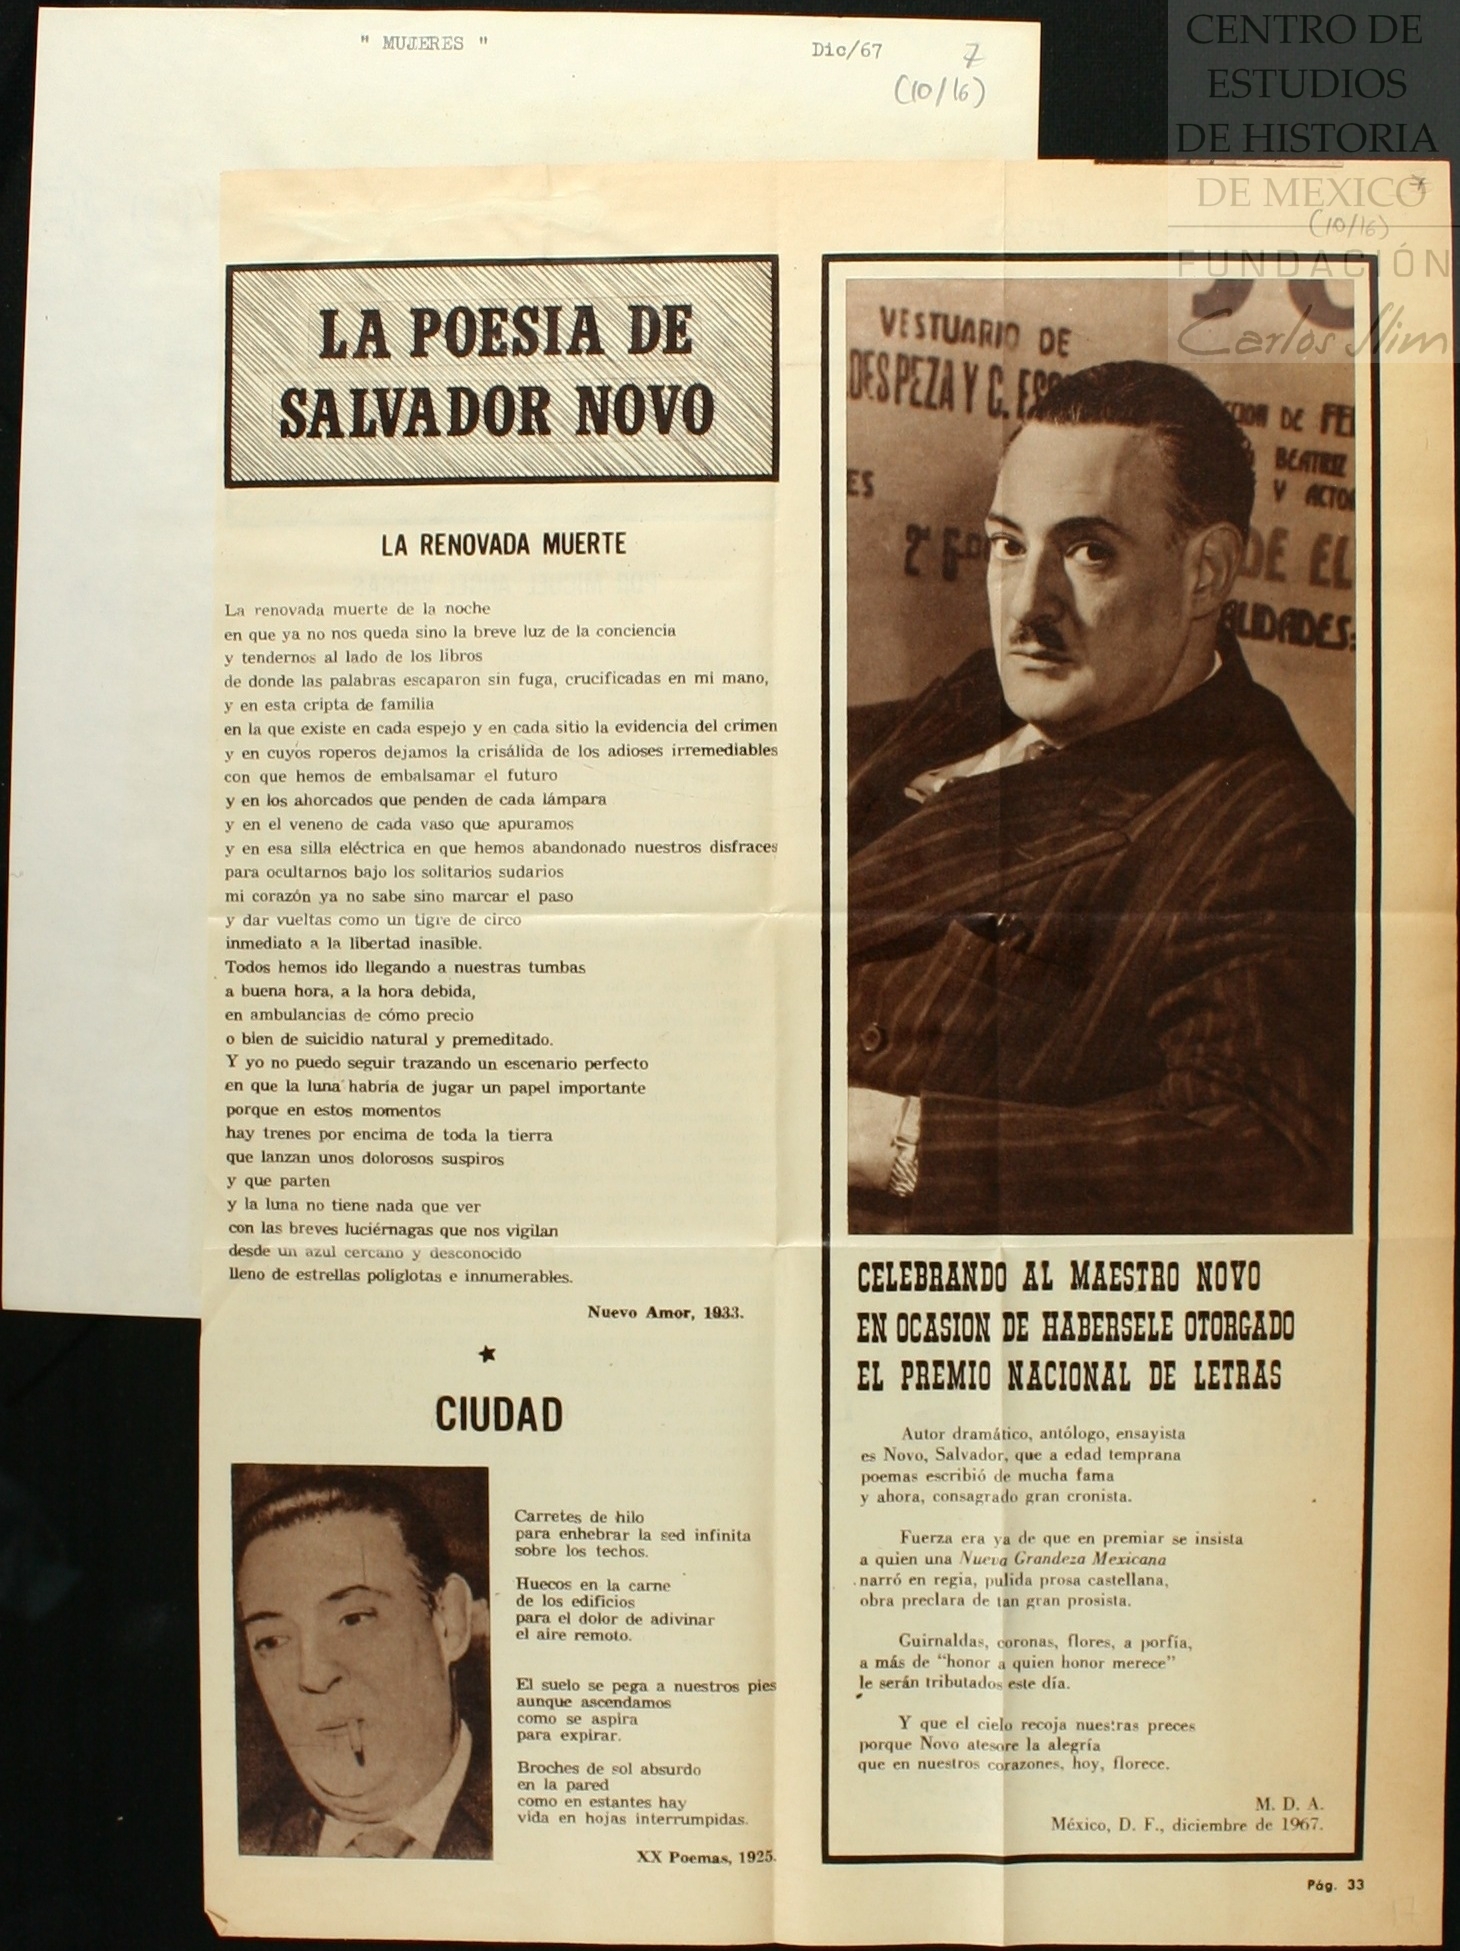 " MUJERES "
Dic/67
7
(10/16)
CENTRO DE
ESTUDIOS
DE HISTORIA
DE MEXICO
FUNDACIÓN
Carlos Slim
7
(10/16)
LA POESIA DE
SALVADOR NOVO
LA RENOVADA MUERTE
La renovada muerte de la noche
en que ya no nos queda sino la breve luz de la conciencia
y tendernos al lado de los libros
de donde las palabras escaparon sin fuga, crucificadas en mi mano,
y en esta cripta de familia
en la que existe en cada espejo y en cada sitio la evidencia del crimen
y en cuyos roperos dejamos la crisálida de los adioses irremediables
con que hemos de embalsamar el futuro
y en los ahorcados que penden de cada lámpara
y en el veneno de cada vaso que apuramos
y en esa silla eléctrica en que hemos abandonado nuestros disfraces
para ocultarnos bajo los solitarios sudarios
mi corazón ya no sabe sino marcar el paso
y dar vueltas como un tigre de circo
inmediato a la libertad inasible.
Todos hemos ido llegando a nuestras tumbas
a buena hora, a la hora debida,
en ambulancias de cómo precio
o bien de suicidio natural y premeditado.
Y yo no puedo seguir trazando un escenario perfecto
en que la luna habría de jugar un papel importante
porque en estos momentos
hay trenes por encima de toda la tierra
que lanzan unos dolorosos suspiros
y que parten
y la luna no tiene nada que ver
con las breves luciérnagas que nos vigilan
desde un azul cercano y desconocido
lleno de estrellas políglotas e innumerables.
Nuevo Amor, 1933.
CIUDAD
Carretes de hilo
para enhebrar la sed infinita
sobre los techos.
Huecos en la carne
de los edificios
para el dolor de adivinar
el aire remoto.
El suelo se pega a nuestros pies
aunque ascendamos
como se aspira
para expirar.
Broches de sol absurdo
en la pared
como en estantes hay
vida en hojas interrumpidas.
XX Poemas, 1925.
VESTUARIO DE
DESPEZA Y C.
DE FE
BEATRIZ
Y ACTO
ES
DE EL
ALIDADES:
CELEBRANDO AL MAESTRO NOVO
EN OCASION DE HABERSELE OTORGADO
EL PREMIO NACIONAL DE LETRAS
Autor dramático, antólogo, ensayista
es Novo, Salvador, que a edad temprana
poemas escribió de mucha fama
y ahora, consagrado gran cronista.
Fuerza era ya de que en premiar se insista
a quien una Nueva Grandeza Mexicana
narró en regia, pulida prosa castellana,
obra preclara de tan gran prosista.
Guirnaldas, coronas, flores, a porfía,
a más de "honor a quien honor merece"
le serán tributados este día.
Y que el cielo recoja nuestras preces
porque Novo atesore la alegría
que en nuestros corazones, hoy, florece.
M. D. A.
México, D. F., diciembre de 1967.
Pág. 33